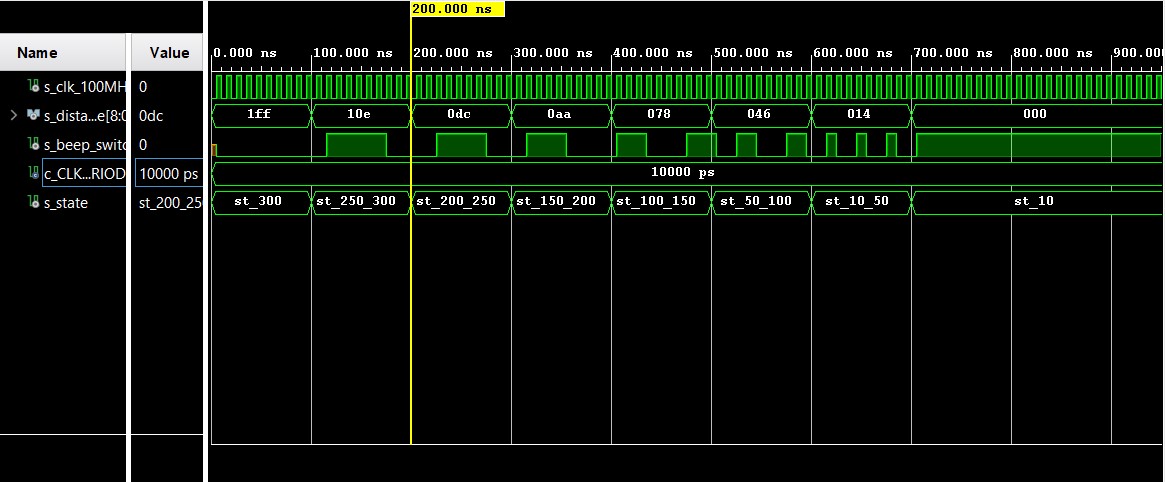 200.000 ns
Name Value
0.000 ns 100.000 ns 200.000 ns 300.000 ns 400.000 ns 500.000 ns 600.000 ns 700.000 ns 800.000 ns 900.00
s_clk_100MH 0
s_dista...e[8:0 0dc 1ff 10e 0dc 0aa 078 046 014 000
s_beep_switc 0
c_CLK...RIOD 10000 ps 10000 ps
s_state st_200_25 st_300 st_250_300 st_200_250 st_150_200 st_100_150 st_50_100 st_10_50 st_10